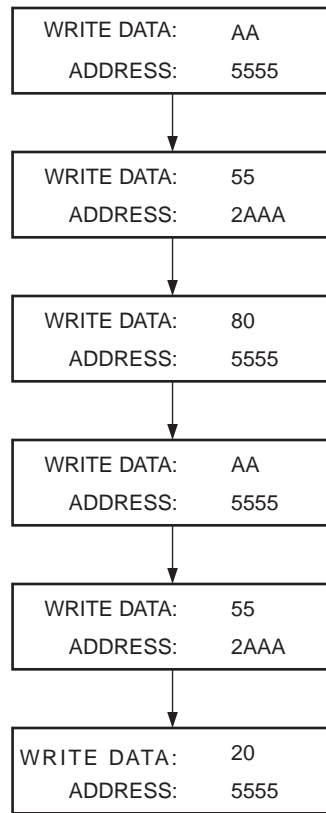 WRITE DATA: AA
ADDRESS: 5555
WRITE DATA: 55
ADDRESS: 2AAA
WRITE DATA: 80
ADDRESS: 5555
WRITE DATA: AA
ADDRESS: 5555
WRITE DATA: 55
ADDRESS: 2AAA
WRITE DATA: 20
ADDRESS: 5555